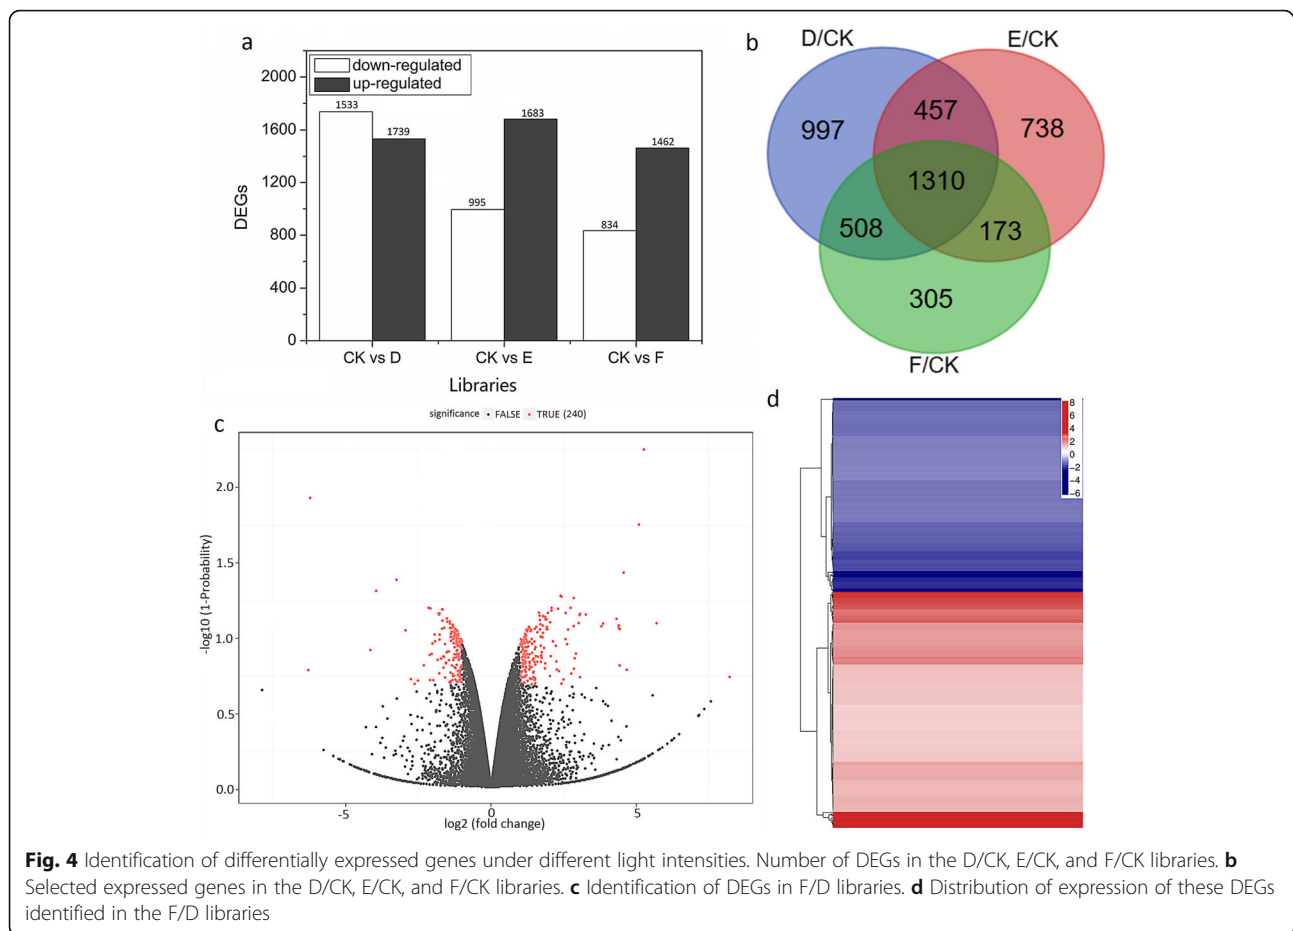 a
down-regulated
up-regulated
2000
1600
1200
800
400
0
DEGs
1533
1739
995
1683
834
1462
CK vs D
CK vs E
CK vs F
Libraries
b
D/CK
E/CK
997
457
738
1310
508
173
305
F/CK
c
significance FALSE TRUE (240)
2.0
1.5
1.0
0.5
0.0
-log10 (1-Probability)
-5
0
5
log2 (fold change)
d
8
6
4
2
0
−2
−4
−6
Fig. 4 Identification of differentially expressed genes under different light intensities. Number of DEGs in the D/CK, E/CK, and F/CK libraries. b
Selected expressed genes in the D/CK, E/CK, and F/CK libraries. c Identification of DEGs in F/D libraries. d Distribution of expression of these DEGs
identified in the F/D libraries